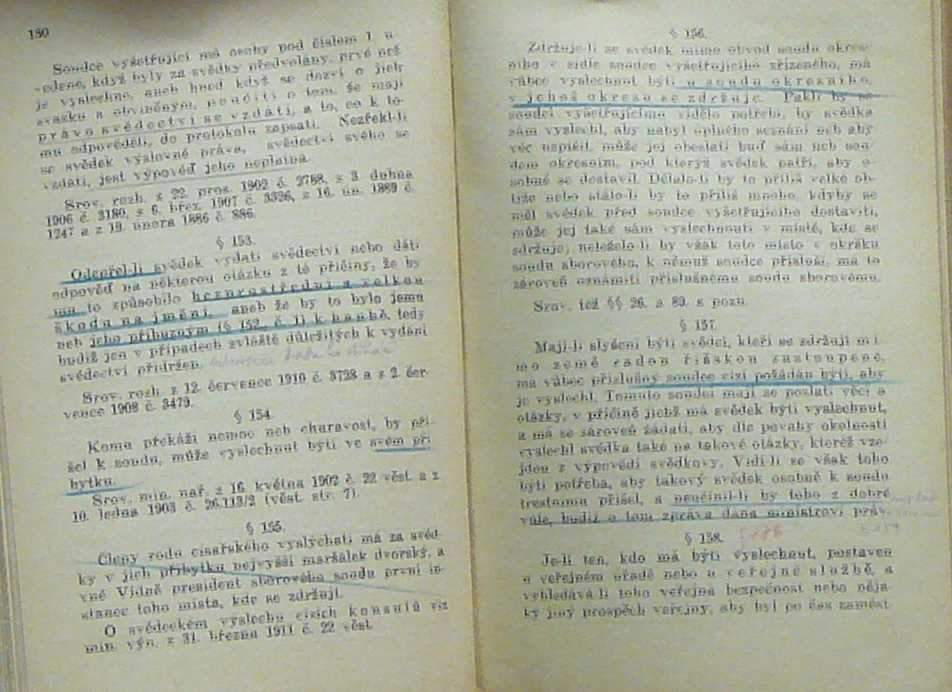 180
Soudce vyšetřující má osoby pod číslem 1 u-
vedené, když byly za svědky předvolány, prvé než
je vyslechne, aneb hned když se dozví o jich
svazku s obviněným, poučiti o tom, že mají
právo svědectví se vzdáti, a to, co k to-
mu odpověděli, do protokolu zapsati. Nezřekl-li
se svědek výslovně práva, svědectví svého se
vzdáti, jest výpověď jeho neplatna.
Srov. rozh. z 22. pros. 1902 č. 2788, z 3. dubna
1906 č. 3180, z 6. břez. 1907 č. 3326, z 16. ún. 1889 č.
1247 a z 19. února 1886 č. 886.
§ 153.
Odepřel-li svědek vydati svědectví nebo dáti
odpověď na některou otázku z té příčiny, že by
mu to způsobilo bezprostřední a velkou
škodu na jmění, aneb že by to bylo jemu
neb jeho příbuzným (§ 152, č. 1) k hanbě, tedy
budiž jen v případech zvláště důležitých k vydání
svědectví přidržen.
Srov. rozh. z 12. července 1910 č. 3728 a z 2. čer-
vence 1908 č. 3479.
§ 154.
Komu překáží nemoc neb churavost, by při-
šel k soudu, může vyslechnut býti ve svém pří
bytku.
Srov. min. nař. z 16. května 1902 č. 22 věst. a z
10. ledna 1903 č. 26.113/2 (věst. str. 7).
§ 155.
Členy rodu císařského vyslýchati má za svěd-
ky v jich příbytku nejvyšší maršálek dvorský, a
vně Vídně president sborového soudu první in-
stance toho místa, kde se zdržují.
O svědeckém výslechu cizích konsulů viz
min. vyn. z 31. března 1911 č. 22 věst.
§ 156.
Zdržuje-li se svědek mimo obvod soudu okres-
ního v sídle soudce vyšetřujícího zřízeného, má
vůbec vyslechnut býti u soudu okresního,
v jehož okresu se zdržuje. Pakli by se
soudci vyšetřujícímu vidělo potřebí, by svědka
sám vyslechl, aby nabyl úplného seznání neb aby
věc urychlil, může jej obeslati buď sám neb sou-
dem okresním, pod kterýž svědek patří, aby o-
sobně se dostavil. Dělalo-li by to příliš velké ob-
tíže nebo stálo-li by to příliš mnoho, kdyby se
měl svědek před soudce vyšetřujícího dostaviti,
může jej také sám vyslechnouti v místě, kde se
zdržuje; neleželo-li by však toto místo v okrsku
soudu sborového, k němuž soudce přísluší, má to
zároveň oznámiti příslušnému soudu sborovému.
Srov. též §§ 26. a 89. s pozn.
§ 157.
Mají-li slyšeni býti svědci, kteří se zdržují mi-
mo země radou říšskou zastoupené,
má vůbec příslušný soudce cizí požádán býti, aby
je vyslechl. Tomuto soudci mají se poslati věci a
otázky, v příčině jichž má svědek býti vyslechnut,
a má se zároveň žádati, aby dle povahy okolností
vyslechl svědka také na takové otázky, kteréž vze-
jdou z výpovědi svědkovy. Vidí-li se však toho
býti potřeba, aby takový svědek osobně k soudu
trestnímu přišel, a neučinil-li by toho z dobré
vůle, budiž o tom zpráva dána ministrovi práv.
§ 158.
Je-li ten, kdo má býti vyslechnut, postaven
u veřejném úřadě nebo u veřejné službě, a
vyhledává-li toho veřejná bezpečnost nebo něja-
ký jiný prospěch veřejný, aby byl po čas zaměst-